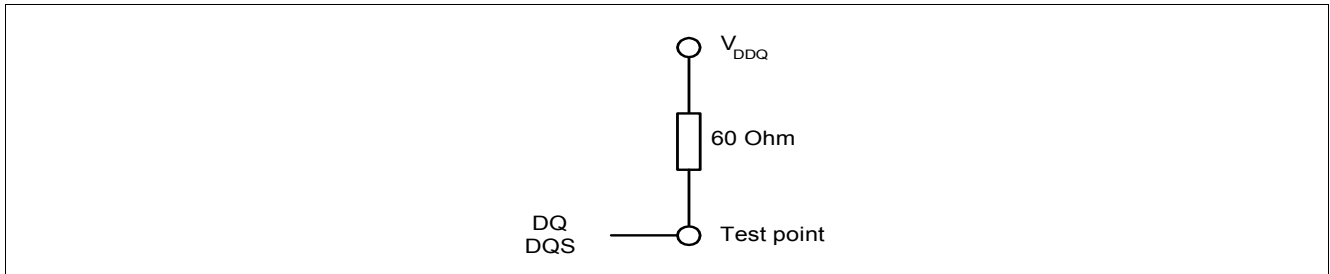 VDDQ
60 Ohm
DQ
DQS
Test point